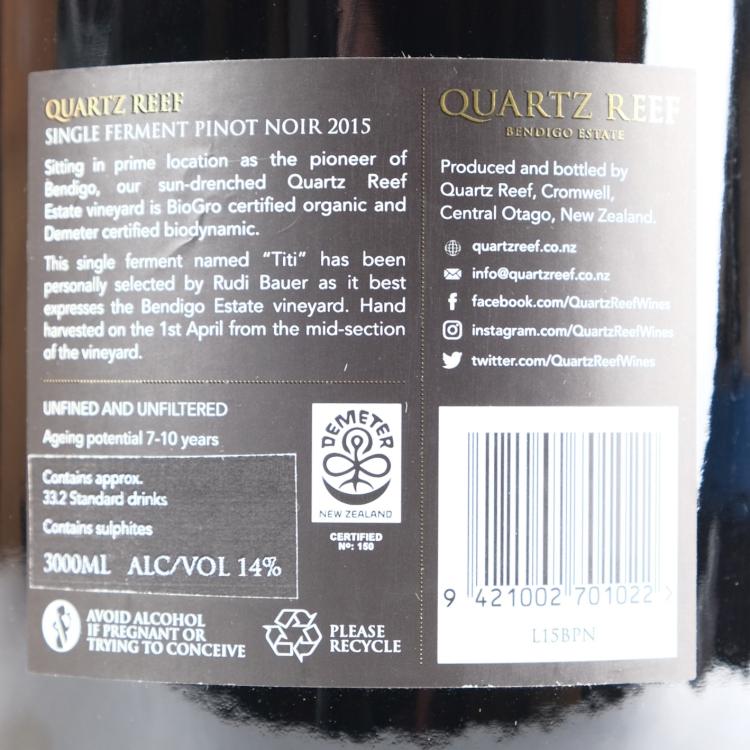 QUARTZ REEF
SINGLE FERMENT PINOT NOIR 2015
Sitting in prime location as the pioneer of
Bendigo, our sun-drenched Quartz Reef
Estate vineyard is BioGro certified organic and
Demeter certified biodynamic.
This single ferment named "Titi" has been
personally selected by Rudi Bauer as it best
expresses the Bendigo Estate vineyard. Hand
harvested on the 1st April from the mid-section
of the vineyard.
UNFINED AND UNFILTERED
Ageing potential 7-10 years
Contains approx.
33.2 Standard drinks
Contains sulphites
3000ML ALC/VOL 14%
DEMETER
NEW ZEALAND
CERTIFIED
Nº: 150
AVOID ALCOHOL
IF PREGNANT OR
TRYING TO CONCEIVE
PLEASE
RECYCLE
QUARTZ REEF
BENDIGO ESTATE
Produced and bottled by
Quartz Reef, Cromwell,
Central Otago, New Zealand.
quartzreef.co.nz
info@quartzreef.co.nz
facebook.com/QuartzReefWines
instagram.com/QuartzReefWines
twitter.com/QuartzReefWines
9 421002 701022 >
L15BPN